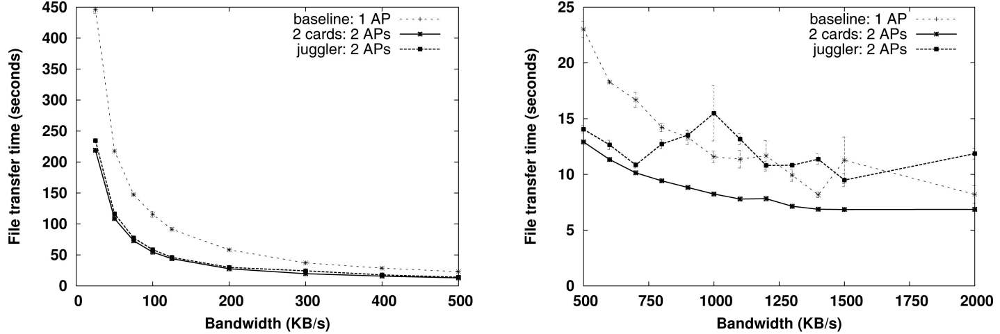 File transfer time (seconds)
450
400
350
300
250
200
150
100
50
0
baseline: 1 AP
2 cards: 2 APs
juggler: 2 APs
0 100 200 300 400 500
Bandwidth (KB/s)
File transfer time (seconds)
25
20
15
10
5
0
baseline: 1 AP
2 cards: 2 APs
juggler: 2 APs
500 750 1000 1250 1500 1750 2000
Bandwidth (KB/s)